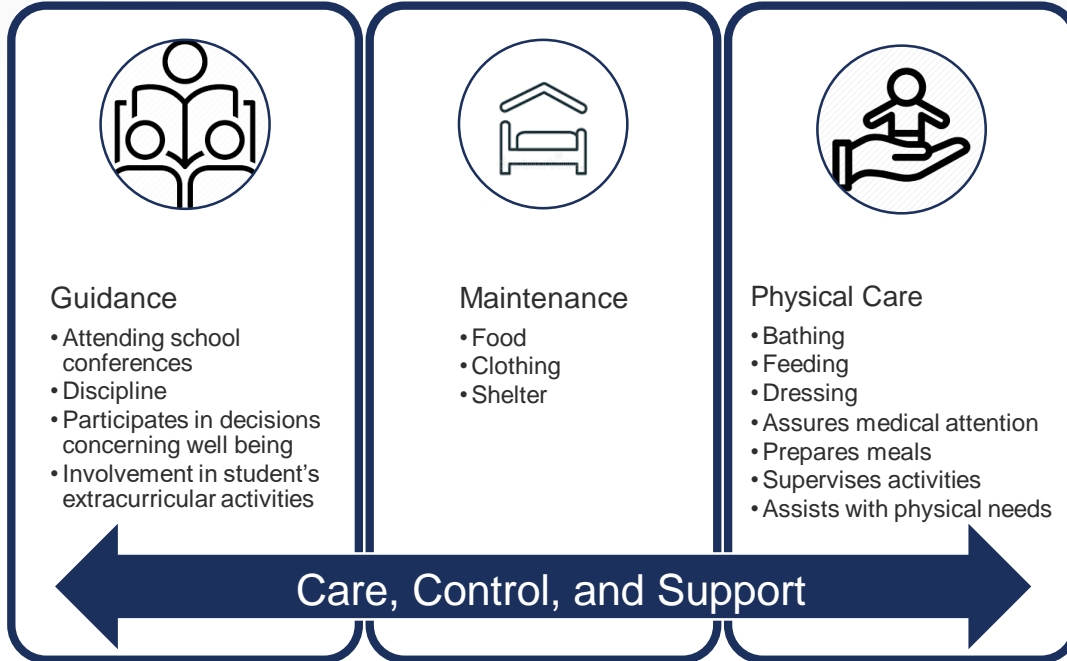 Guidance
• Attending school
conferences
• Discipline
• Participates in decisions
concerning well being
• Involvement in student’s
extracurricular activities
Maintenance
• Food
• Clothing
• Shelter
Physical Care
• Bathing
• Feeding
• Dressing
• Assures medical attention
• Prepares meals
• Supervises activities
• Assists with physical needs
Care, Control, and Support